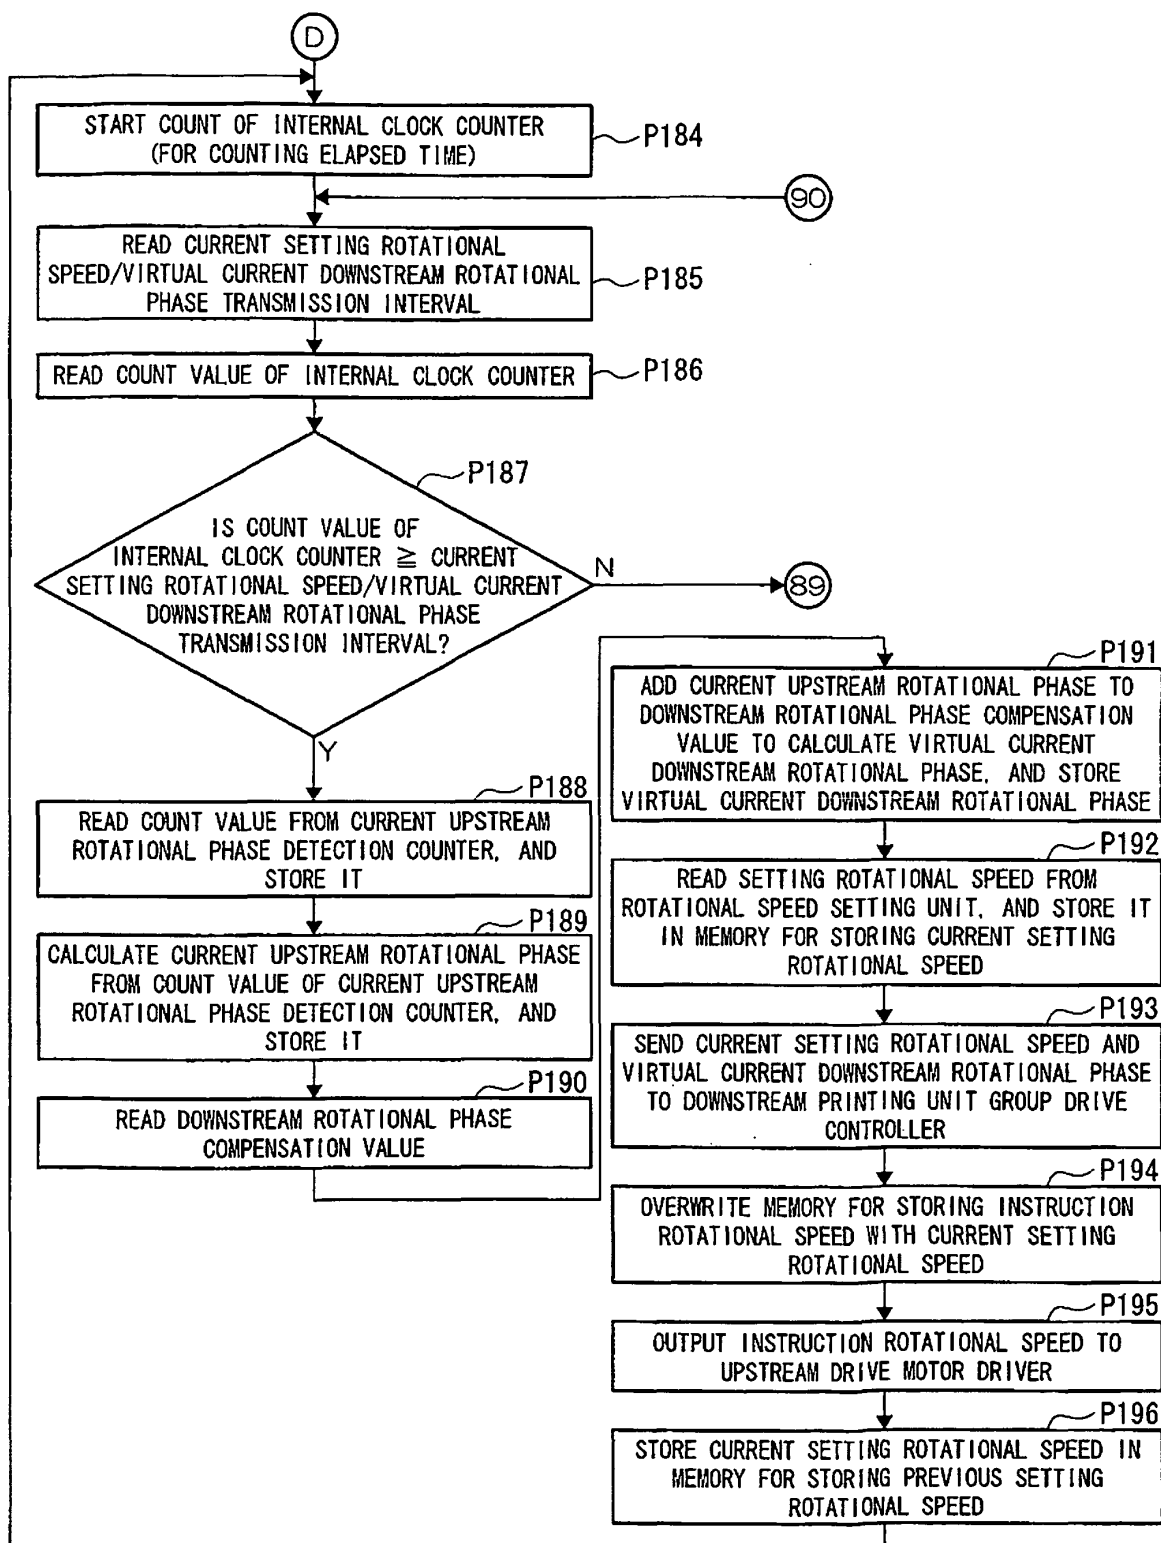 D
START COUNT OF INTERNAL CLOCK COUNTER
(FOR COUNTING ELAPSED TIME)
P184
90
READ CURRENT SETTING ROTATIONAL
SPEED/VIRTUAL CURRENT DOWNSTREAM ROTATIONAL
PHASE TRANSMISSION INTERVAL
P185
READ COUNT VALUE OF INTERNAL CLOCK COUNTER
P186
P187
IS COUNT VALUE OF
INTERNAL CLOCK COUNTER ≧ CURRENT
SETTING ROTATIONAL SPEED/VIRTUAL CURRENT
DOWNSTREAM ROTATIONAL PHASE
TRANSMISSION INTERVAL?
N
89
Y
P188
READ COUNT VALUE FROM CURRENT UPSTREAM
ROTATIONAL PHASE DETECTION COUNTER, AND
STORE IT
P189
CALCULATE CURRENT UPSTREAM ROTATIONAL PHASE
FROM COUNT VALUE OF CURRENT UPSTREAM
ROTATIONAL PHASE DETECTION COUNTER, AND
STORE IT
P190
READ DOWNSTREAM ROTATIONAL PHASE
COMPENSATION VALUE
P191
ADD CURRENT UPSTREAM ROTATIONAL PHASE TO
DOWNSTREAM ROTATIONAL PHASE COMPENSATION
VALUE TO CALCULATE VIRTUAL CURRENT
DOWNSTREAM ROTATIONAL PHASE, AND STORE
VIRTUAL CURRENT DOWNSTREAM ROTATIONAL PHASE
P192
READ SETTING ROTATIONAL SPEED FROM
ROTATIONAL SPEED SETTING UNIT, AND STORE IT
IN MEMORY FOR STORING CURRENT SETTING
ROTATIONAL SPEED
P193
SEND CURRENT SETTING ROTATIONAL SPEED AND
VIRTUAL CURRENT DOWNSTREAM ROTATIONAL PHASE
TO DOWNSTREAM PRINTING UNIT GROUP DRIVE
CONTROLLER
P194
OVERWRITE MEMORY FOR STORING INSTRUCTION
ROTATIONAL SPEED WITH CURRENT SETTING
ROTATIONAL SPEED
P195
OUTPUT INSTRUCTION ROTATIONAL SPEED TO
UPSTREAM DRIVE MOTOR DRIVER
P196
STORE CURRENT SETTING ROTATIONAL SPEED IN
MEMORY FOR STORING PREVIOUS SETTING
ROTATIONAL SPEED